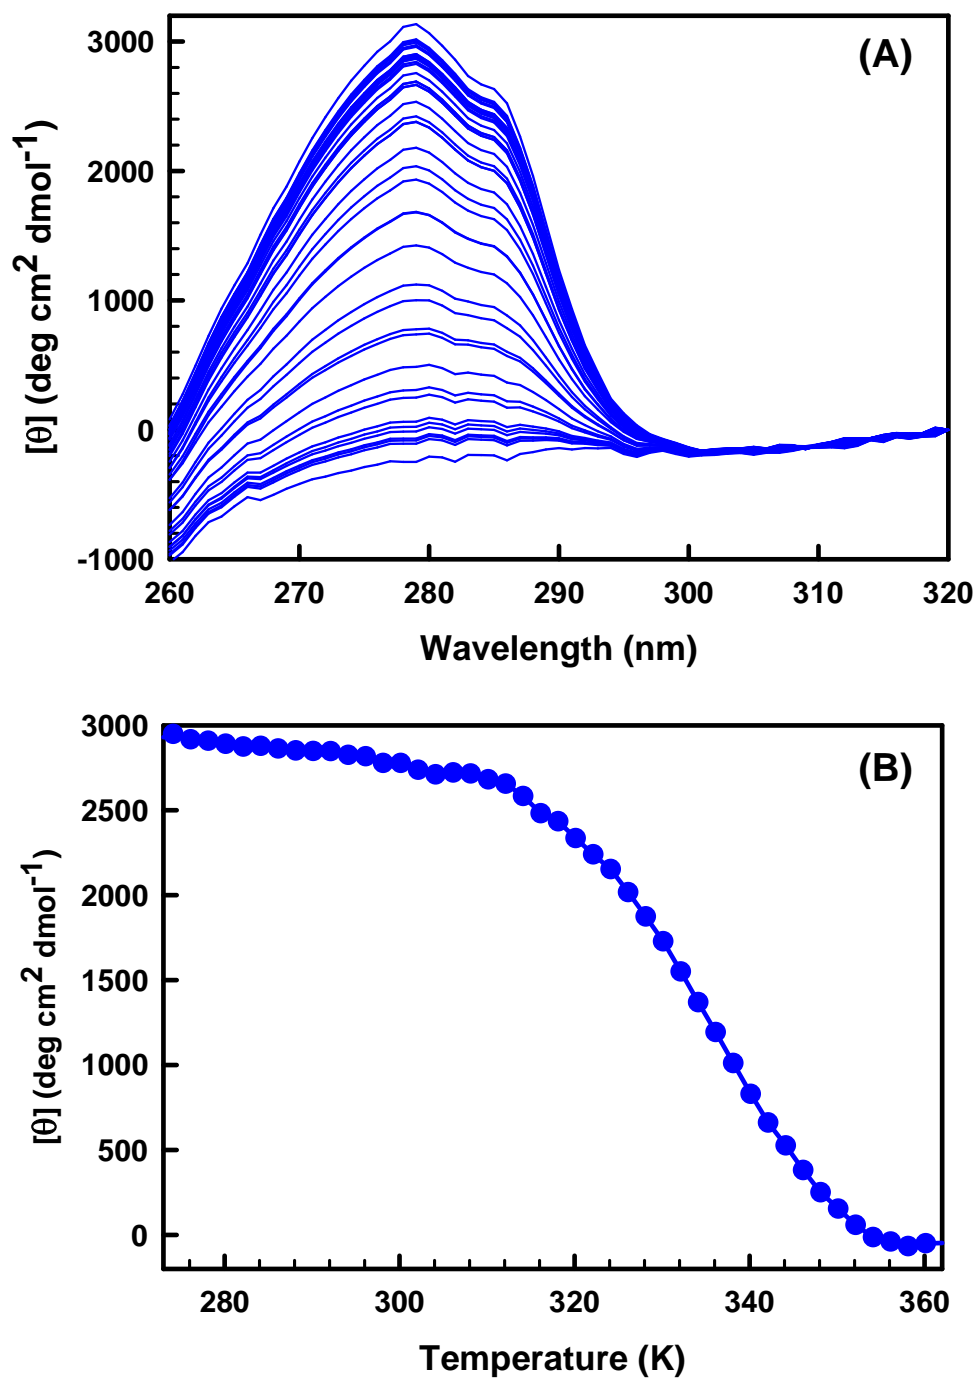 (A)
[θ] (deg cm² dmol⁻¹)
3000
2000
1000
0
-1000
260 270 280 290 300 310 320
Wavelength (nm)
(B)
[θ] (deg cm² dmol⁻¹)
3000
2500
2000
1500
1000
500
0
280 300 320 340 360
Temperature (K)